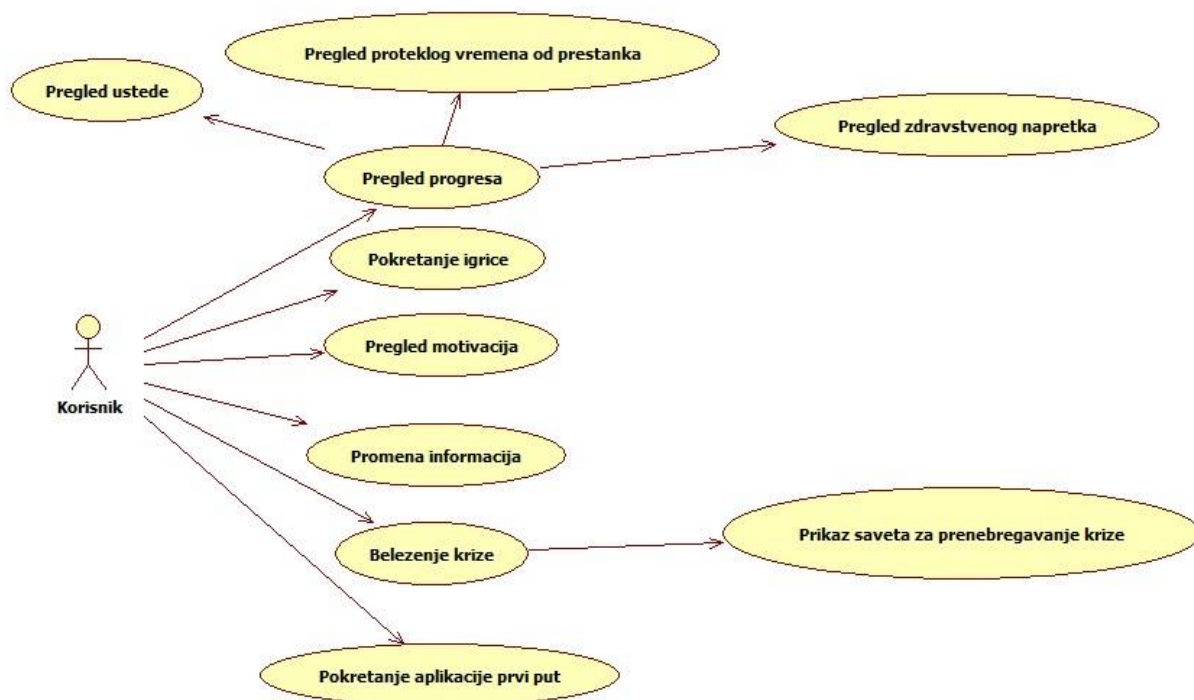 Pregled proteklog vremena od prestanka
Pregled ustede
Pregled zdravstvenog napretka
Pregled progresa
Pokretanje igrice
Pregled motivacija
Korisnik
Promena informacija
Belezenje krize
Prikaz saveta za prenebregavanje krize
Pokretanje aplikacije prvi put